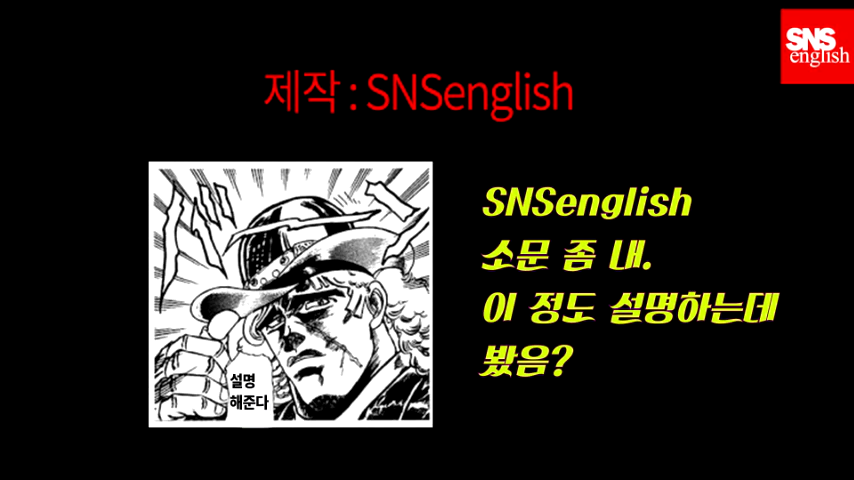 SNS
english
제작 : SNSenglish
SNSenglish
소문 좀 내.
이 정도 설명하는데
봤음?
설명
해준다